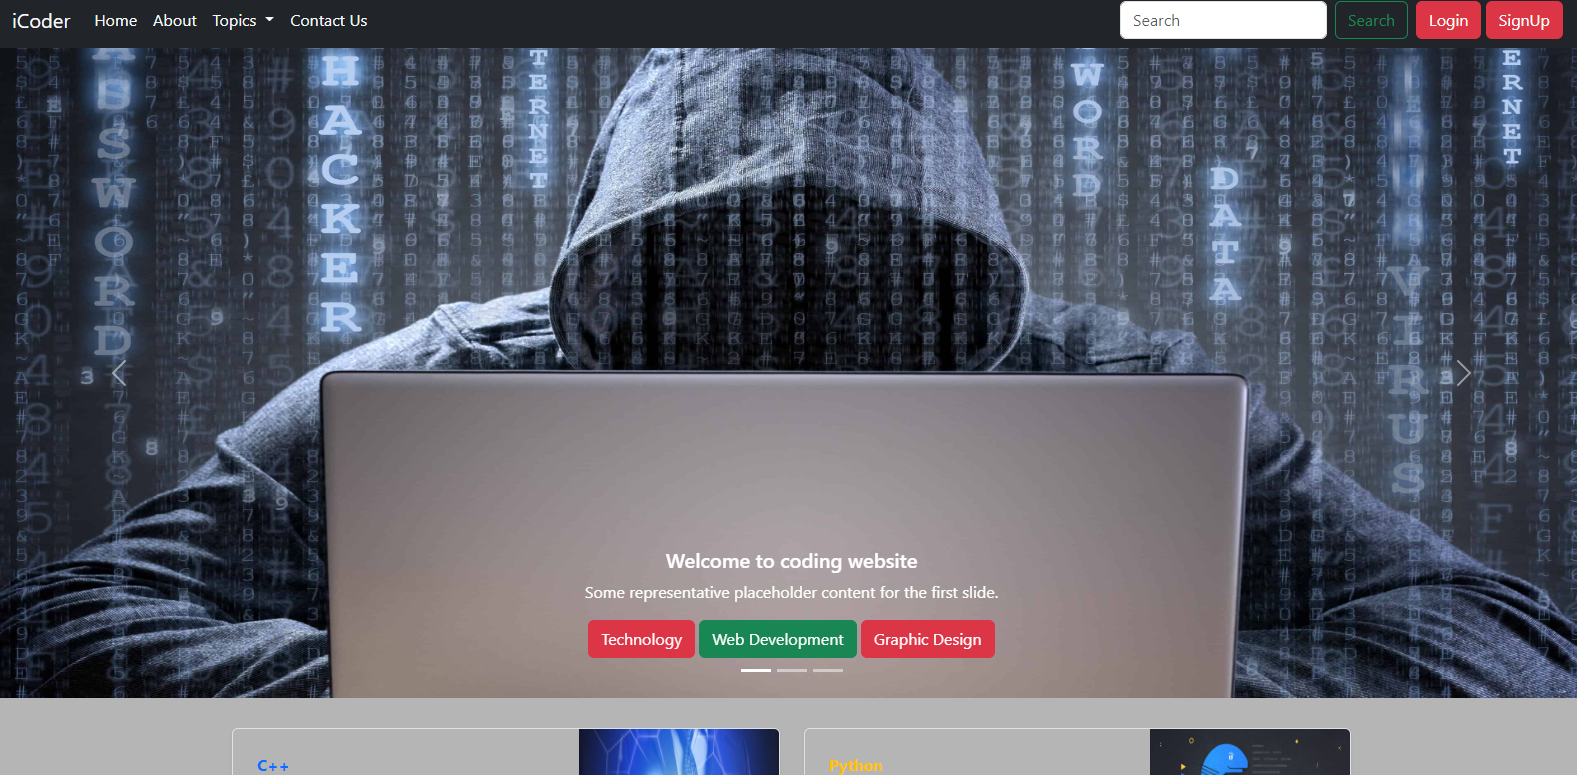 iCoder Home About Topics Contact Us Search Search Login SignUp
ASSWORD
HACKER
TERNET
WORD
DATA
VIRUS
ERNET
Welcome to coding website
Some representative placeholder content for the first slide.
Technology Web Development Graphic Design
C++
Python